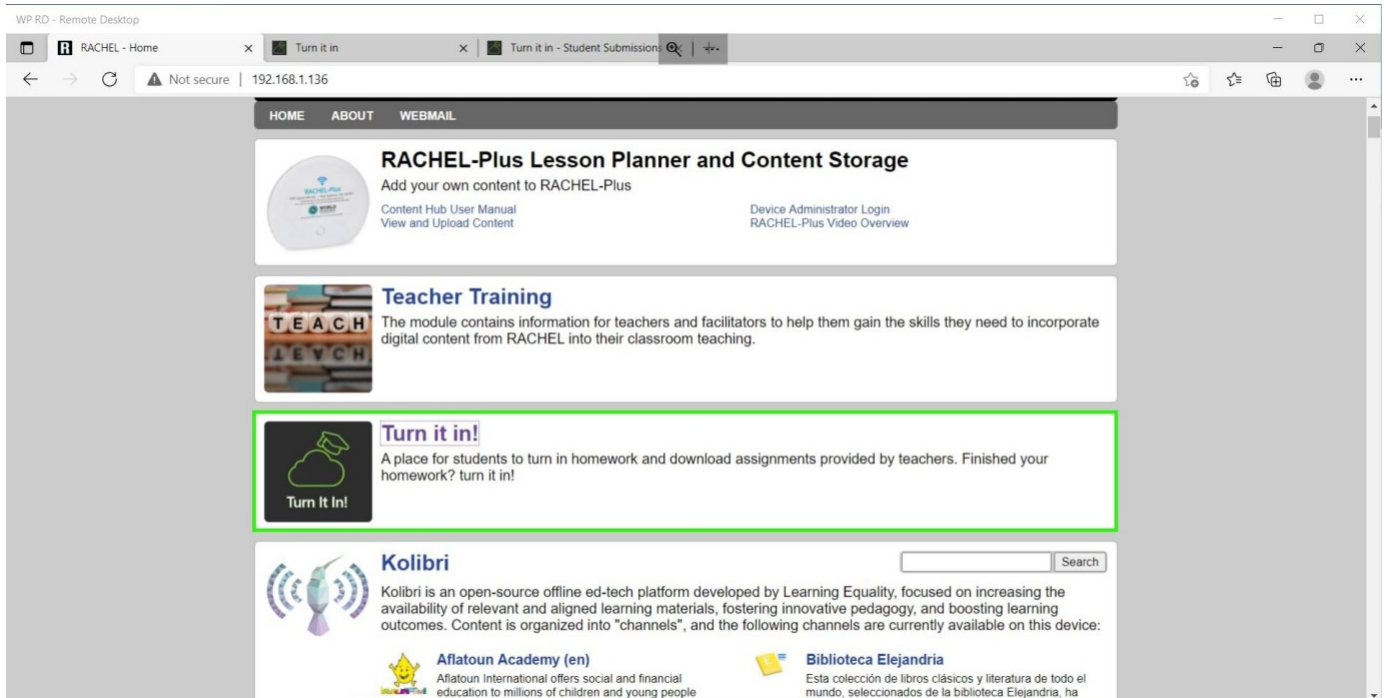 WP RD - Remote Desktop
RACHEL - Home
Turn it in
Turn it in - Student Submissions
Not secure | 192.168.1.136
HOME ABOUT WEBMAIL
RACHEL-Plus Lesson Planner and Content Storage
Add your own content to RACHEL-Plus
Content Hub User Manual
Device Administrator Login
View and Upload Content
RACHEL-Plus Video Overview
RACHEL-Plus
Teacher Training
TEACH
The module contains information for teachers and facilitators to help them gain the skills they need to incorporate
digital content from RACHEL into their classroom teaching.
Turn it in!
A place for students to turn in homework and download assignments provided by teachers. Finished your
homework? turn it in!
Turn It In!
Kolibri
Search
Kolibri is an open-source offline ed-tech platform developed by Learning Equality, focused on increasing the
availability of relevant and aligned learning materials, fostering innovative pedagogy, and boosting learning
outcomes. Content is organized into "channels", and the following channels are currently available on this device:
Aflatoun Academy (en)
Aflatoun International offers social and financial
education to millions of children and young people
Biblioteca Elejandria
Esta colección de libros clásicos y literatura de todo el
mundo, seleccionados de la biblioteca Elejandria, ha